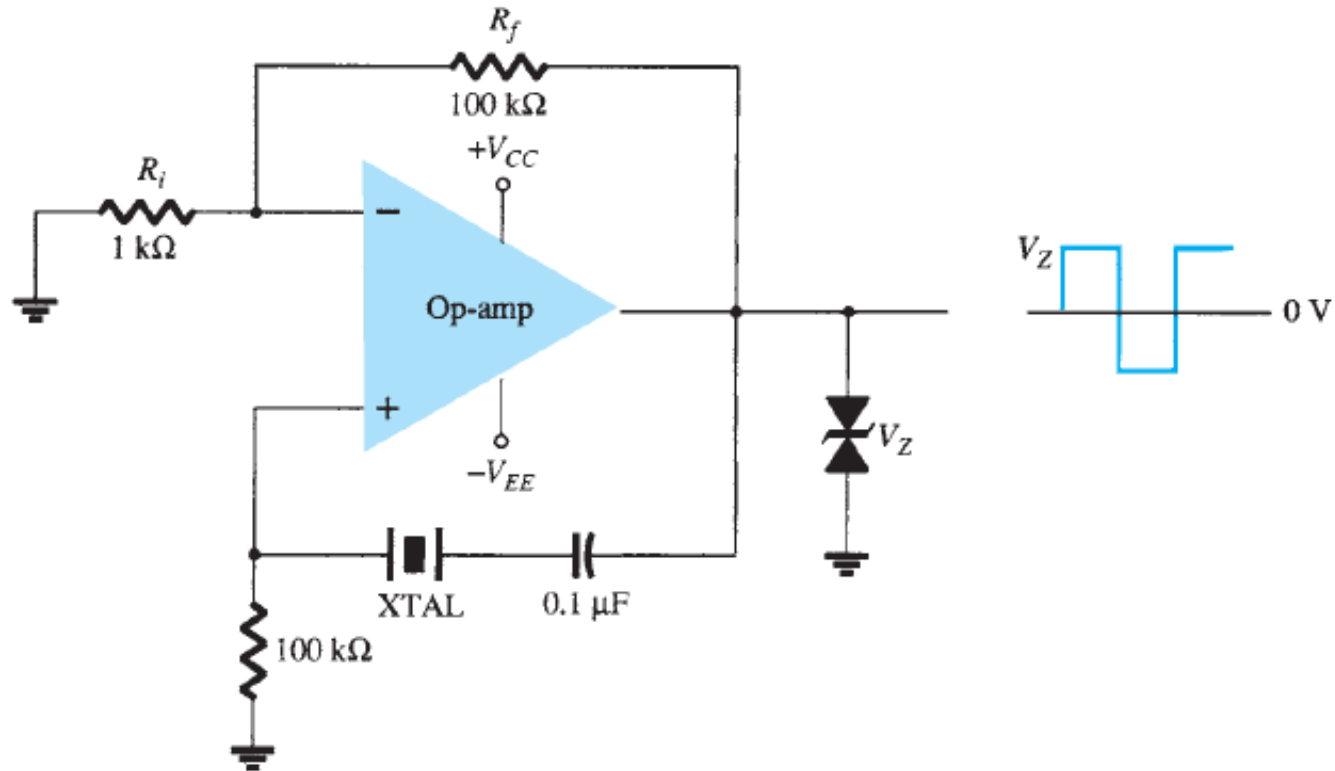 R_f
100 kΩ
+V_CC
R_i
1 kΩ
−
Op-amp
+
−V_EE
V_Z
0 V
V_Z
XTAL
0.1 μF
100 kΩ